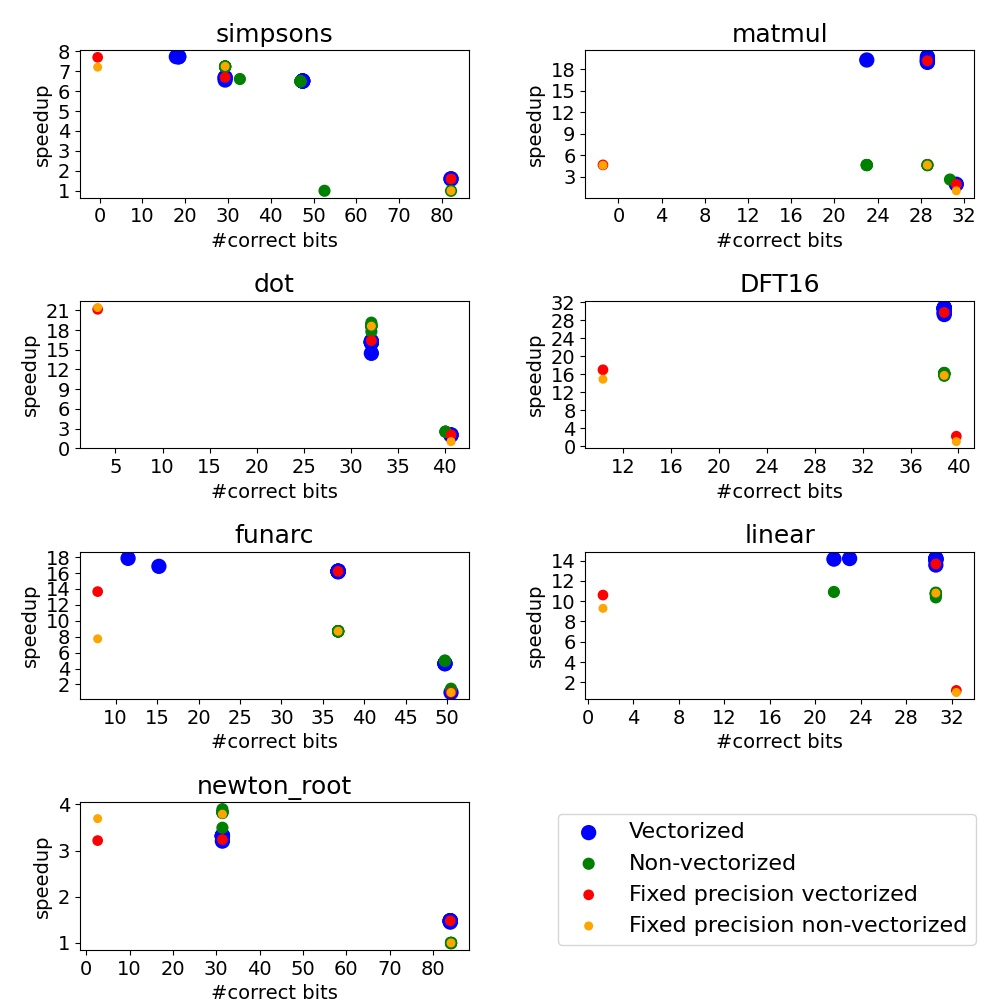 simpsons
8
7
6
5
4
3
2
1
speedup
0 10 20 30 40 50 60 70 80
#correct bits
matmul
18
15
12
9
6
3
speedup
0 4 8 12 16 20 24 28 32
#correct bits
dot
21
18
15
12
9
6
3
0
speedup
5 10 15 20 25 30 35 40
#correct bits
DFT16
32
28
24
20
16
12
8
4
0
speedup
12 16 20 24 28 32 36 40
#correct bits
funarc
18
16
14
12
10
8
6
4
2
speedup
10 15 20 25 30 35 40 45 50
#correct bits
linear
14
12
10
8
6
4
2
speedup
0 4 8 12 16 20 24 28 32
#correct bits
newton_root
4
3
2
1
speedup
0 10 20 30 40 50 60 70 80
#correct bits
Vectorized
Non-vectorized
Fixed precision vectorized
Fixed precision non-vectorized